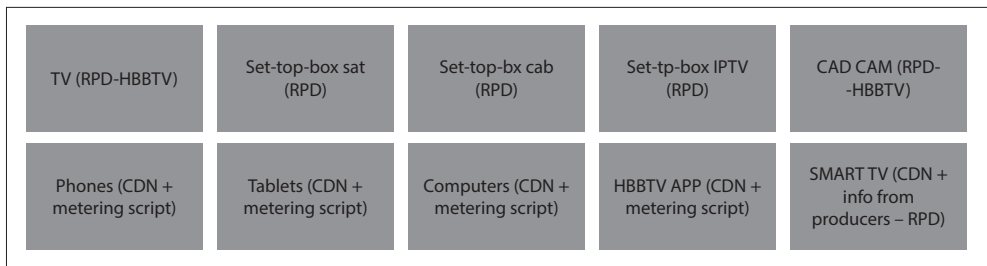 TV (RPD-HBBTV)
Set-top-box sat
(RPD)
Set-top-bx cab
(RPD)
Set-tp-box IPTV
(RPD)
CAD CAM (RPD-
-HBBTV)
Phones (CDN +
metering script)
Tablets (CDN +
metering script)
Computers (CDN +
metering script)
HBBTV APP (CDN +
metering script)
SMART TV (CDN +
info from
producers – RPD)